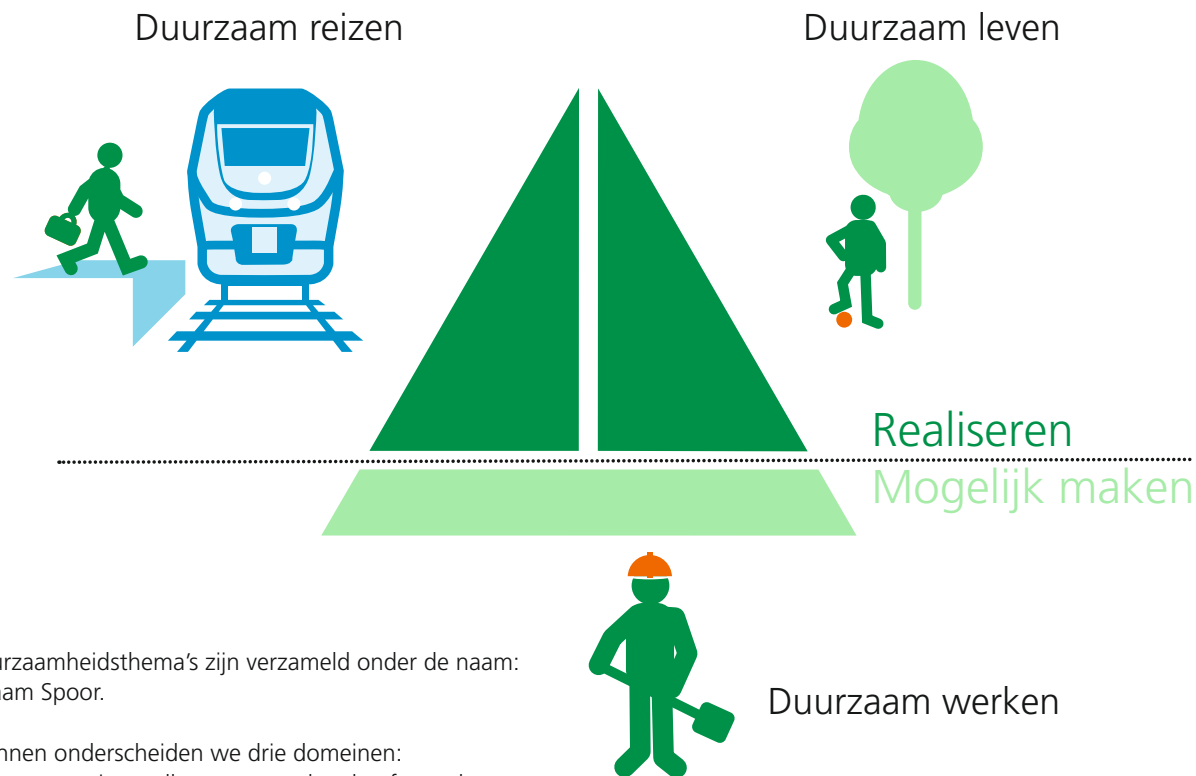 Duurzaam reizen
Duurzaam leven
Realiseren
Mogelijk maken
urzaamheidsthema's zijn verzameld onder de naam:
aam Spoor.
Duurzaam werken
nnen onderscheiden we drie domeinen: